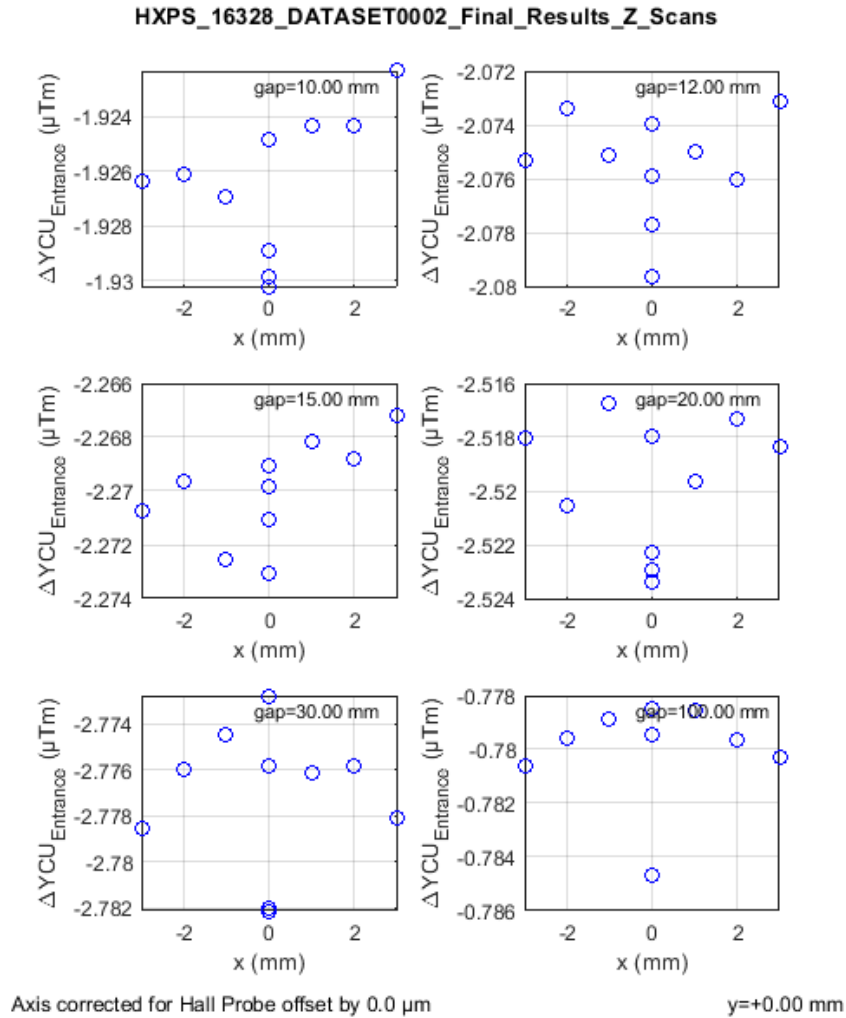 HXPS_16328_DATASET0002_Final_Results_Z_Scans
gap=10.00 mm
-1.924
-1.926
-1.928
-1.93
ΔYCU_Entrance (µTm)
-2 0 2
x (mm)
gap=12.00 mm
-2.072
-2.074
-2.076
-2.078
-2.08
ΔYCU_Entrance (µTm)
-2 0 2
x (mm)
gap=15.00 mm
-2.266
-2.268
-2.27
-2.272
-2.274
ΔYCU_Entrance (µTm)
-2 0 2
x (mm)
gap=20.00 mm
-2.516
-2.518
-2.52
-2.522
-2.524
ΔYCU_Entrance (µTm)
-2 0 2
x (mm)
gap=30.00 mm
-2.774
-2.776
-2.778
-2.78
-2.782
ΔYCU_Entrance (µTm)
-2 0 2
x (mm)
gap=100.00 mm
-0.778
-0.78
-0.782
-0.784
-0.786
ΔYCU_Entrance (µTm)
-2 0 2
x (mm)
Axis corrected for Hall Probe offset by 0.0 µm
y=+0.00 mm